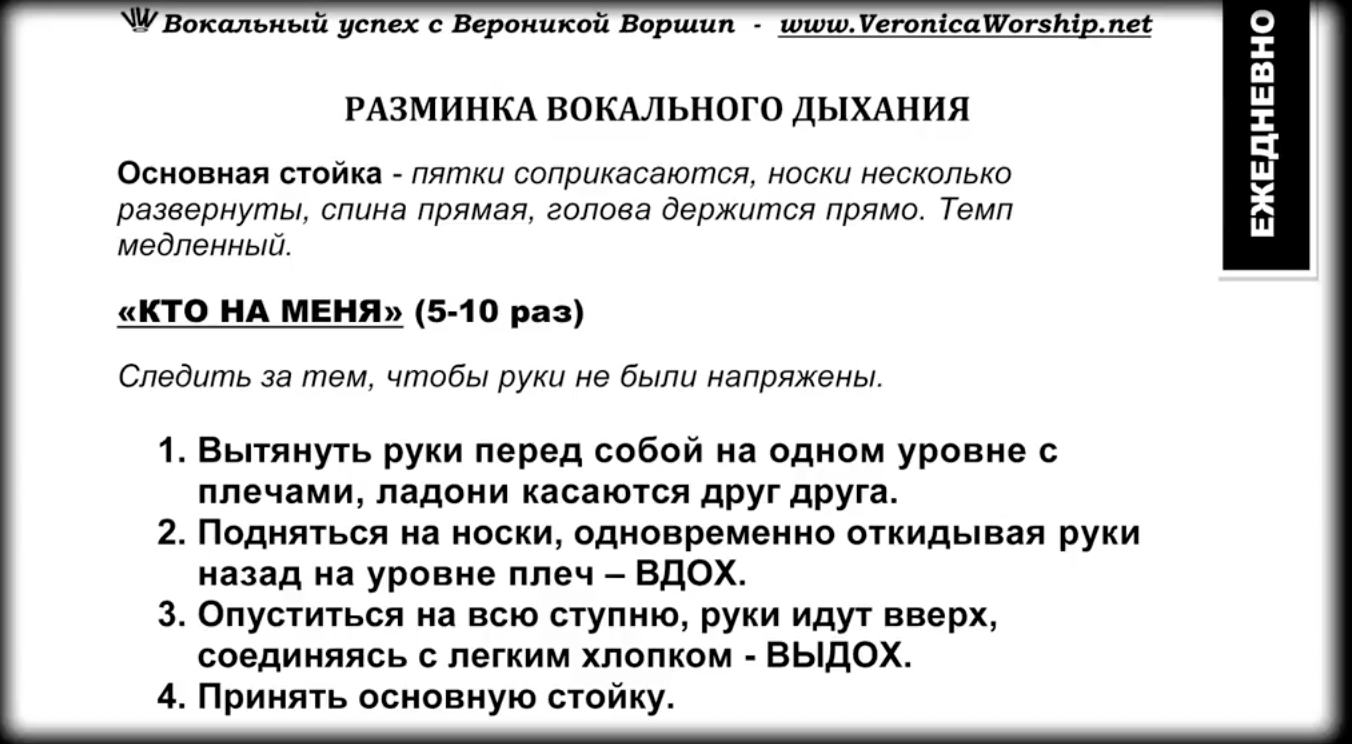 Вокальный успех с Вероникой Воршип - www.VeronicaWorship.net
ЕЖЕДНЕВНО
РАЗМИНКА ВОКАЛЬНОГО ДЫХАНИЯ
Основная стойка - пятки соприкасаются, носки несколько
развернуты, спина прямая, голова держится прямо. Темп
медленный.
«КТО НА МЕНЯ» (5-10 раз)
Следить за тем, чтобы руки не были напряжены.
1. Вытянуть руки перед собой на одном уровне с
плечами, ладони касаются друг друга.
2. Подняться на носки, одновременно откидывая руки
назад на уровне плеч – ВДОХ.
3. Опуститься на всю ступню, руки идут вверх,
соединяясь с легким хлопком - ВЫДОХ.
4. Принять основную стойку.